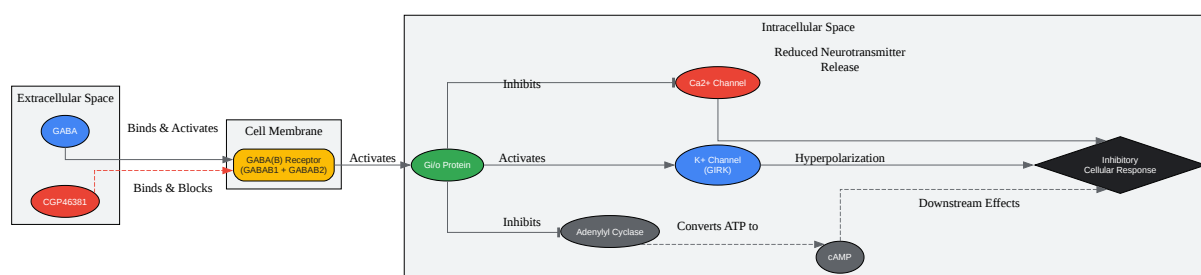 Intracellular Space
Reduced Neurotransmitter
Release
Inhibits
Ca2+ Channel
Extracellular Space
GABA
Binds & Activates
Cell Membrane
GABA(B) Receptor
(GABAB1 + GABAB2)
Activates
Gi/o Protein
Activates
K+ Channel
(GIRK)
Hyperpolarization
Inhibitory
Cellular Response
CGP46381
Binds & Blocks
Inhibits
Adenylyl Cyclase
Converts ATP to
cAMP
Downstream Effects